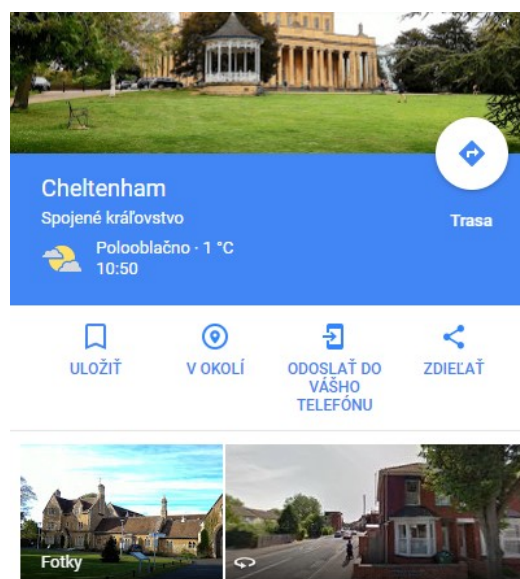 Cheltenham
Spojené kráľovstvo
Trasa
Polooblačno · 1 °C
10:50
ULOŽIŤ
V OKOLÍ
ODOSLAŤ DO
VÁŠHO
TELEFÓNU
ZDIEĽAŤ
Fotky